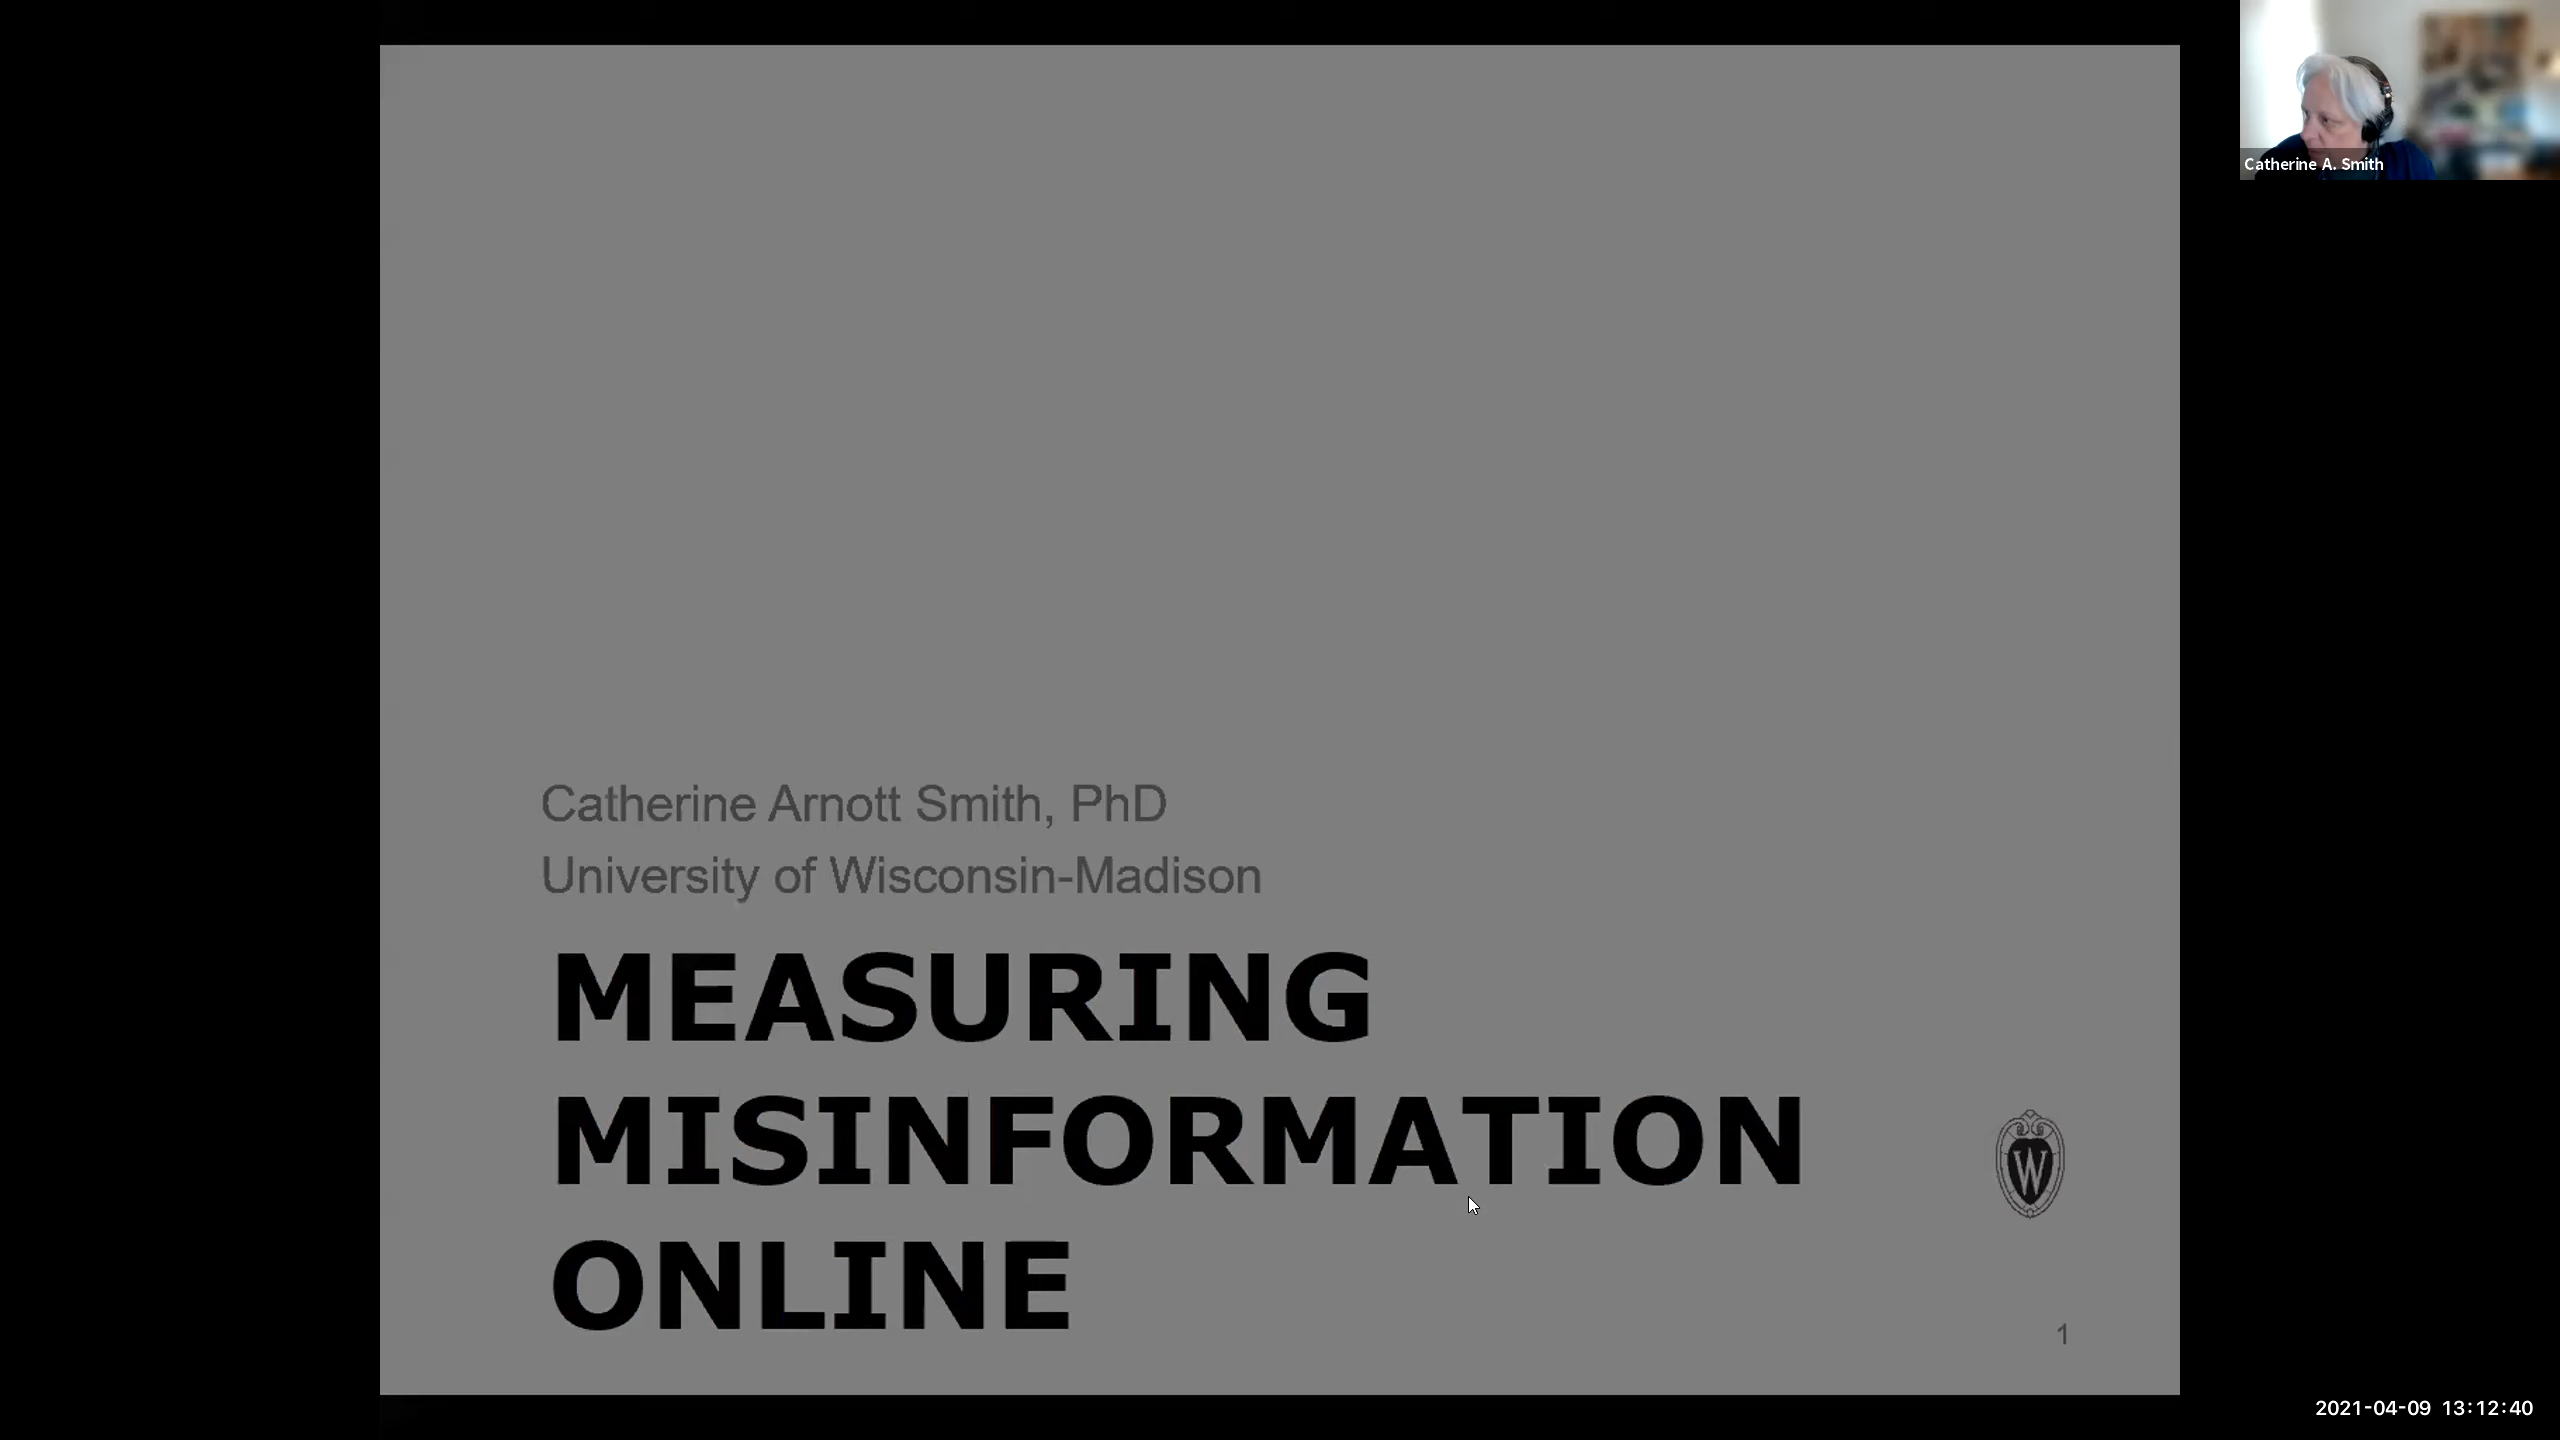 Catherine A. Smith
Catherine Arnott Smith, PhD
University of Wisconsin-Madison
MEASURING
MISINFORMATION
ONLINE
W
1
2021-04-09 13:12:40